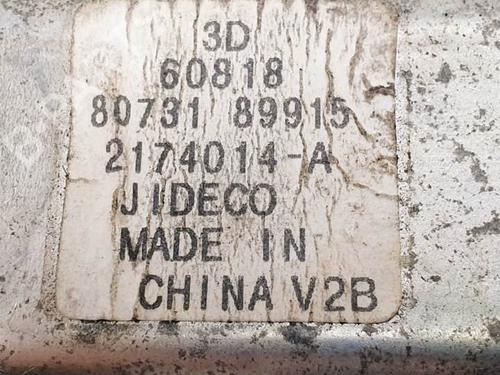 3D
60818
80731 89915
2174014-A
JIDECO
MADE IN
CHINA V2B